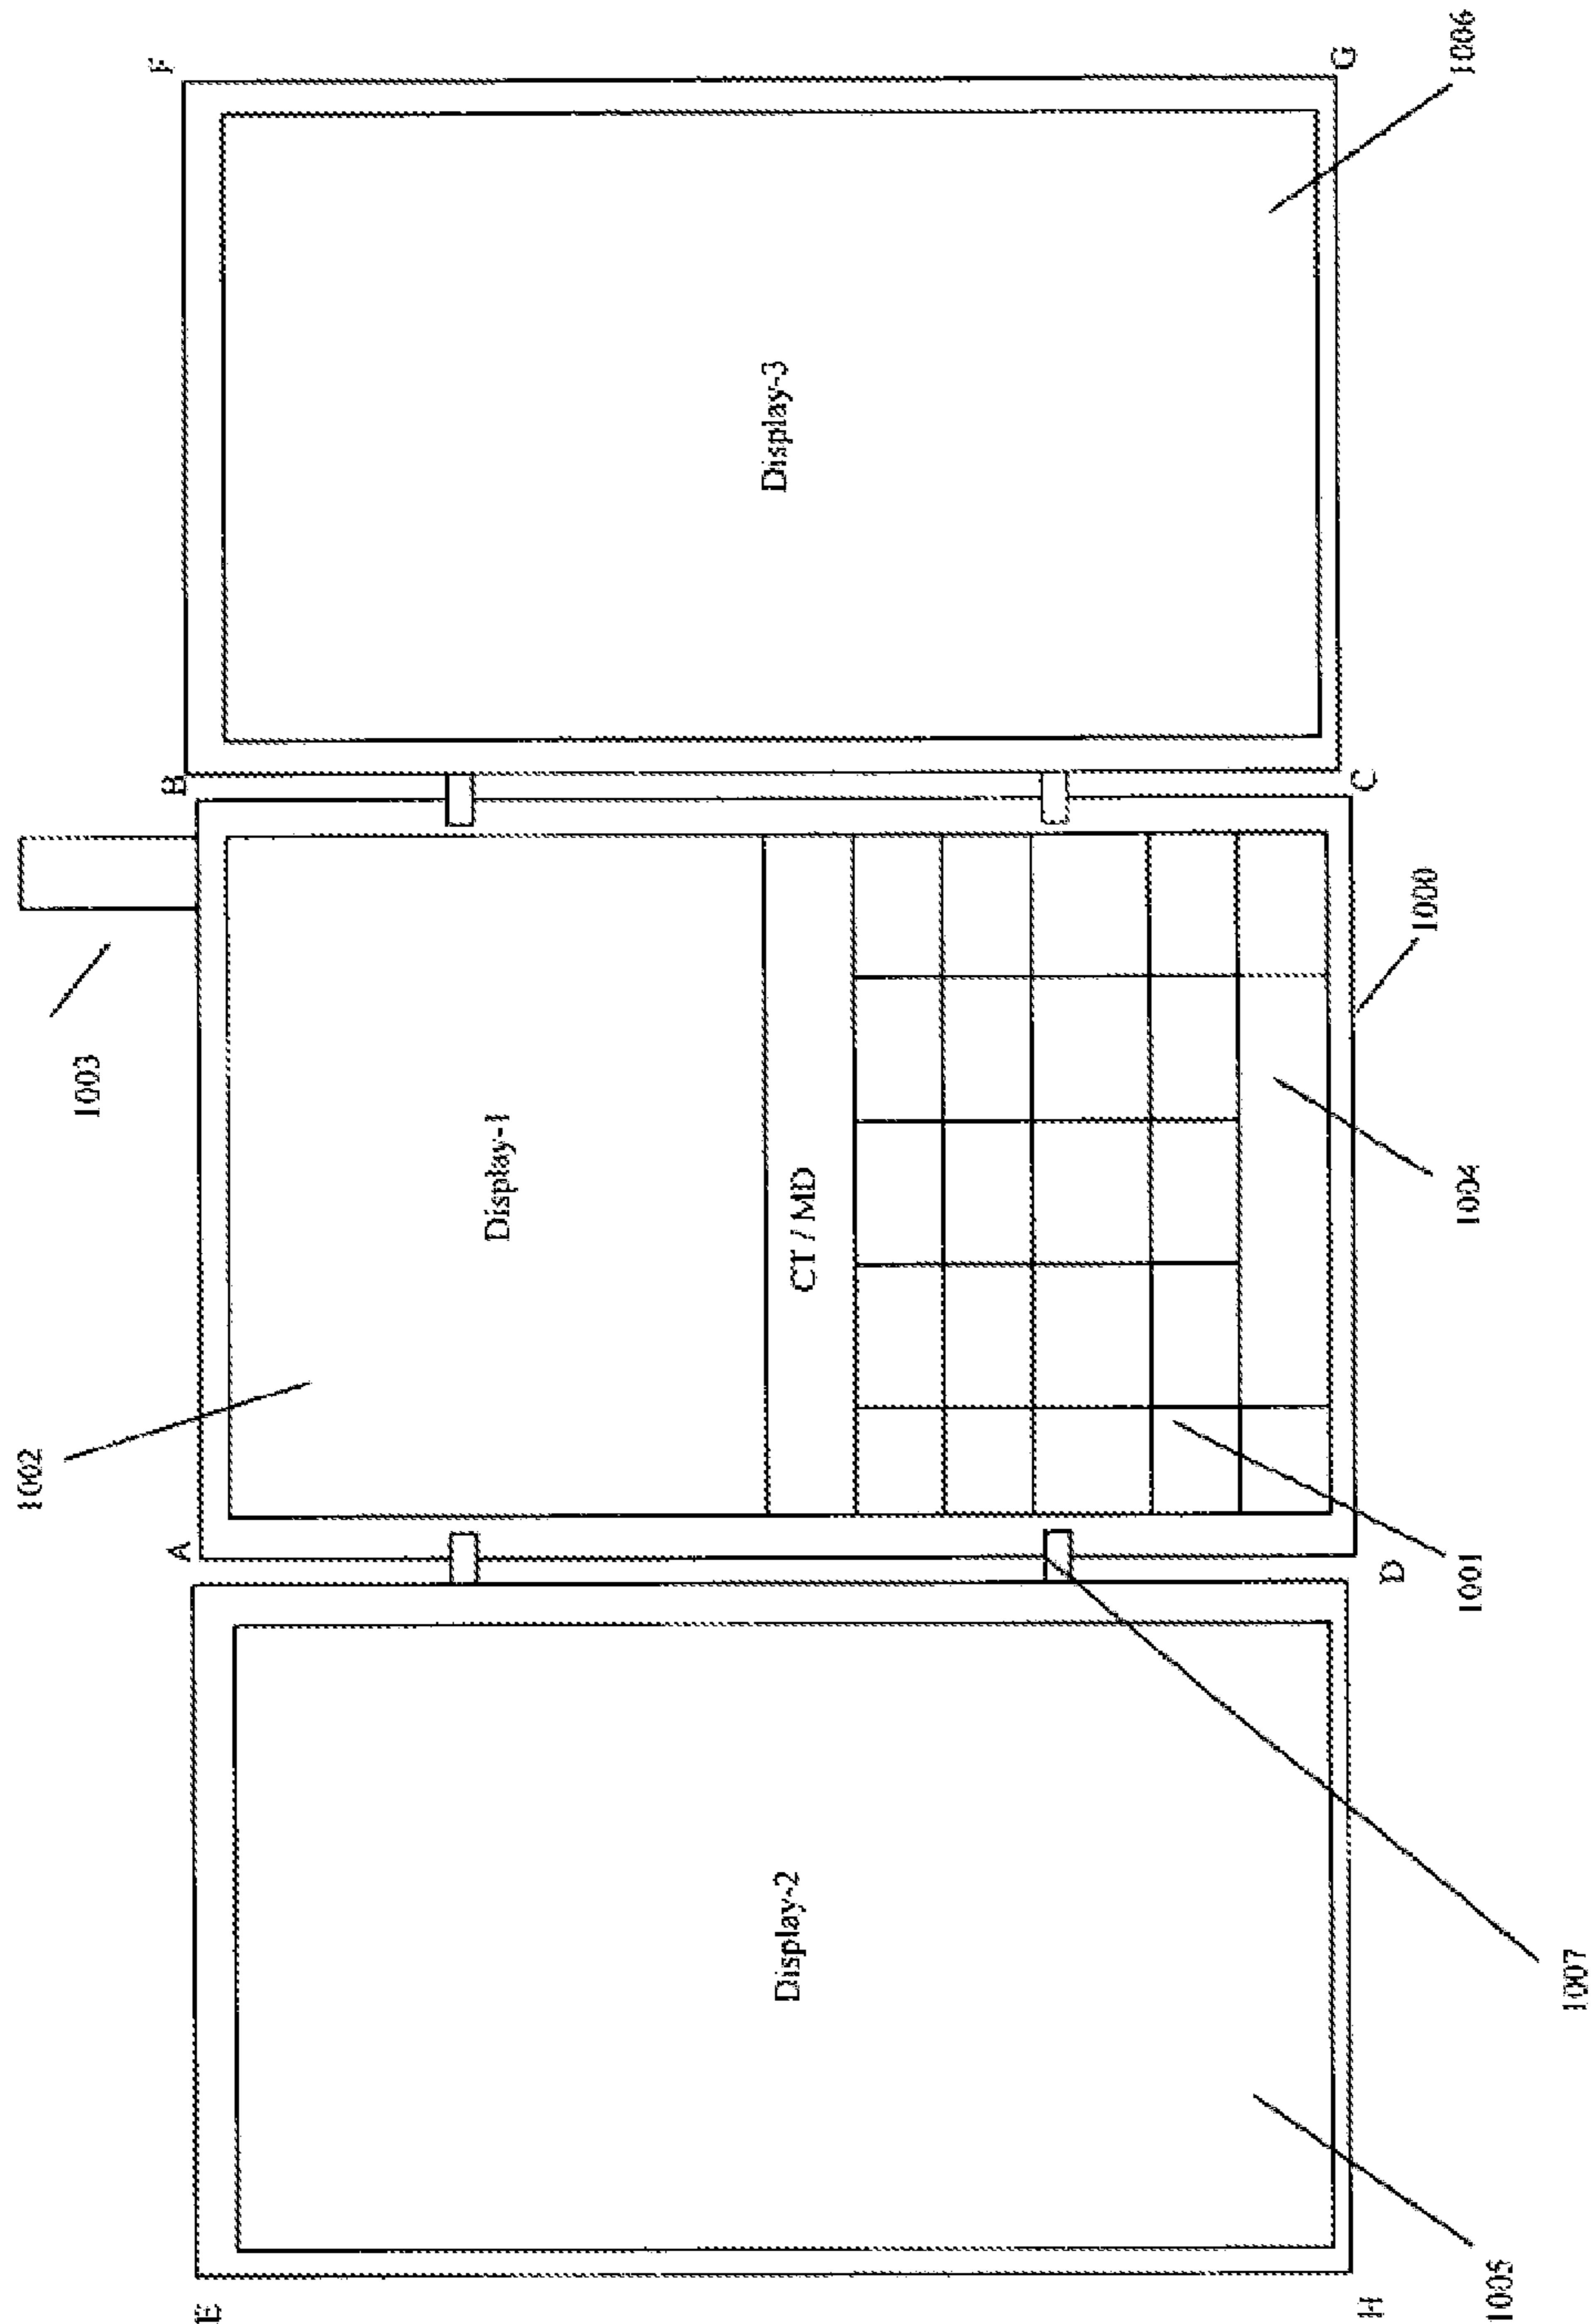 1002
1003
E
A
B
F
Display-1
Display-2
CT / MD
Display-3
H
D
C
G
1000
1005
1001
1004
1006
1007